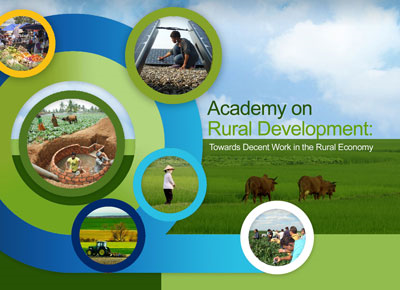 Academy on
Rural Development:
Towards Decent Work in the Rural Economy